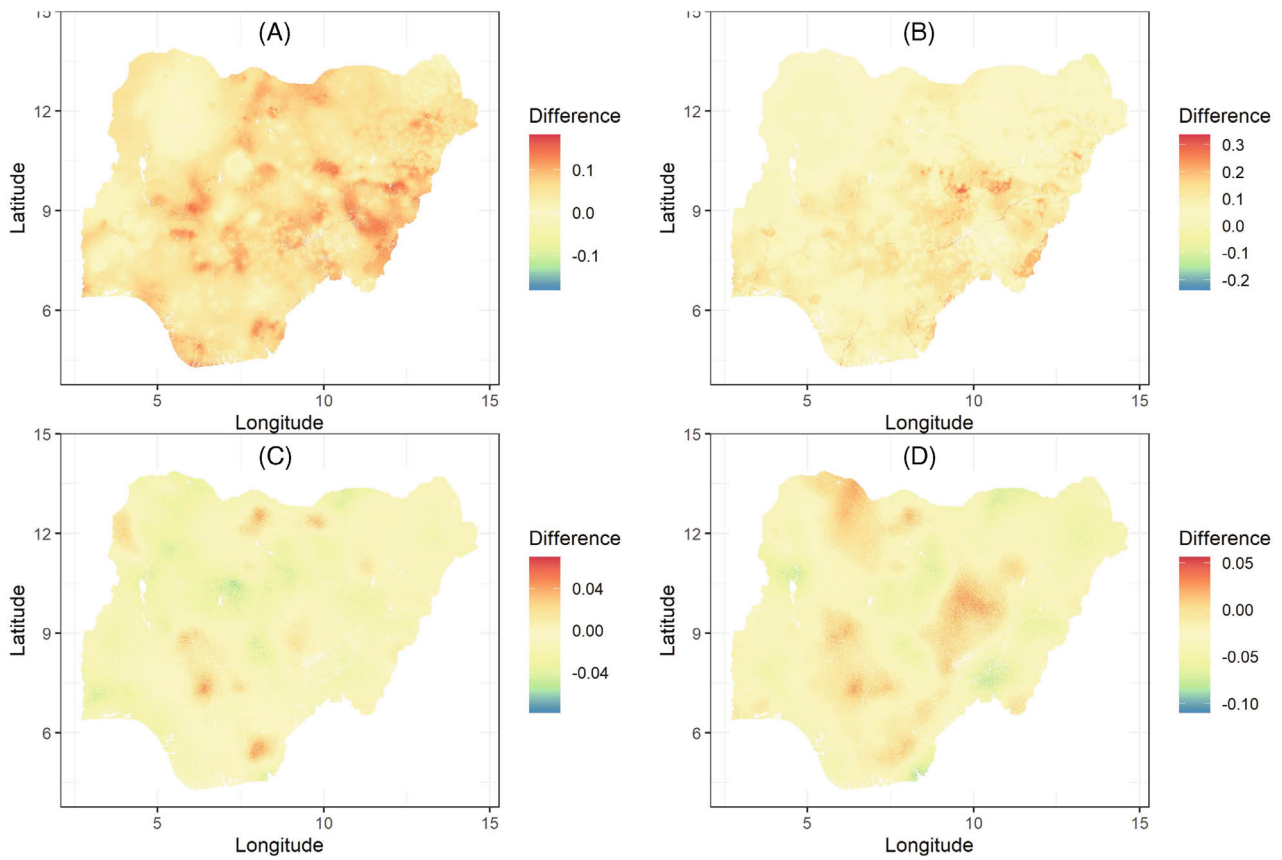 (A)
15
12
9
6
Latitude
5
10
15
Longitude
Difference
0.1
0.0
-0.1
(B)
15
12
9
6
Latitude
5
10
15
Longitude
Difference
0.3
0.2
0.1
0.0
-0.1
-0.2
(C)
15
12
9
6
Latitude
5
10
15
Longitude
Difference
0.04
0.00
-0.04
(D)
15
12
9
6
Latitude
5
10
15
Longitude
Difference
0.05
0.00
-0.05
-0.10